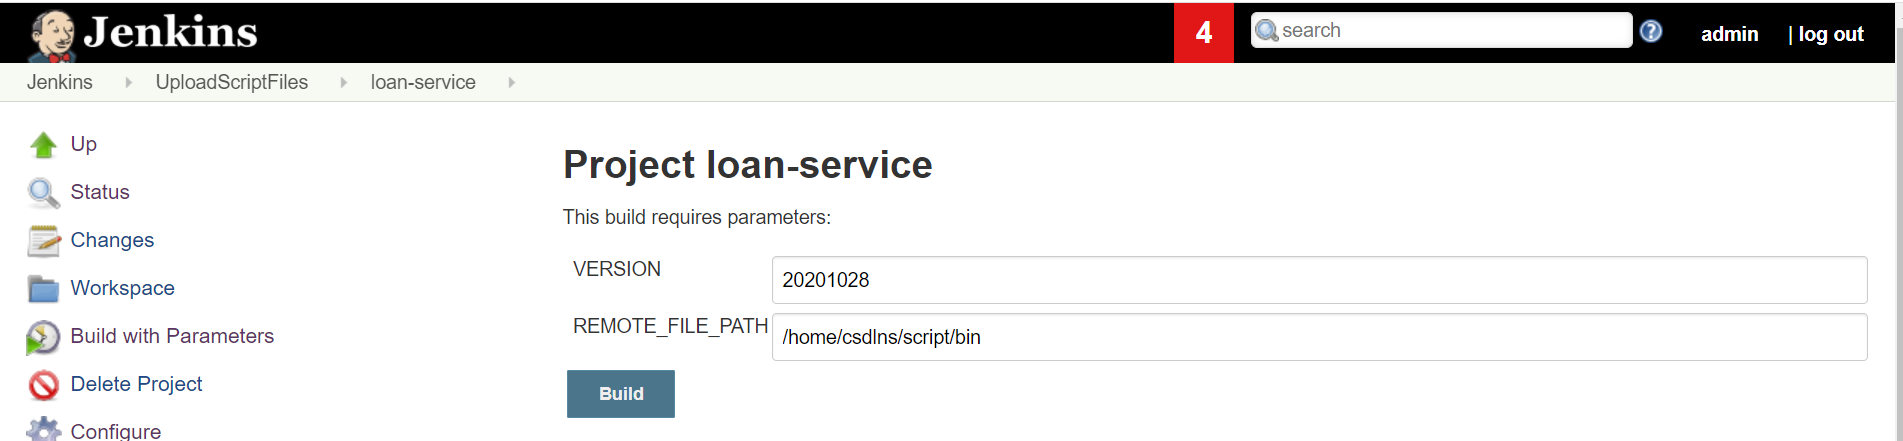 Jenkins 4 search admin | log out
Jenkins UploadScriptFiles loan-service
Up
Status
Changes
Workspace
Build with Parameters
Delete Project
Configure
Project loan-service
This build requires parameters:
VERSION 20201028
REMOTE_FILE_PATH /home/csdlns/script/bin
Build